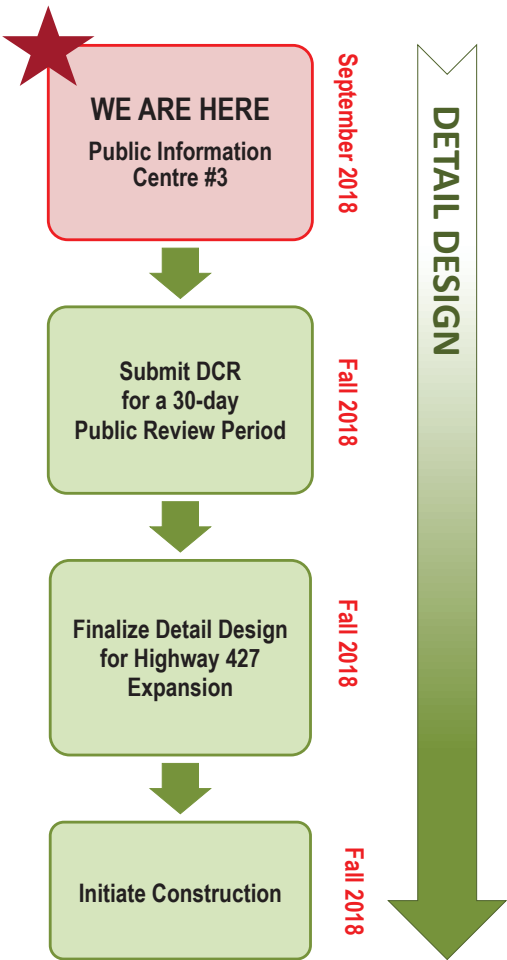 WE ARE HERE
Public Information
Centre #3
September 2018
DETAIL DESIGN
Submit DCR
for a 30-day
Public Review Period
Fall 2018
Finalize Detail Design
for Highway 427
Expansion
Fall 2018
Initiate Construction
Fall 2018